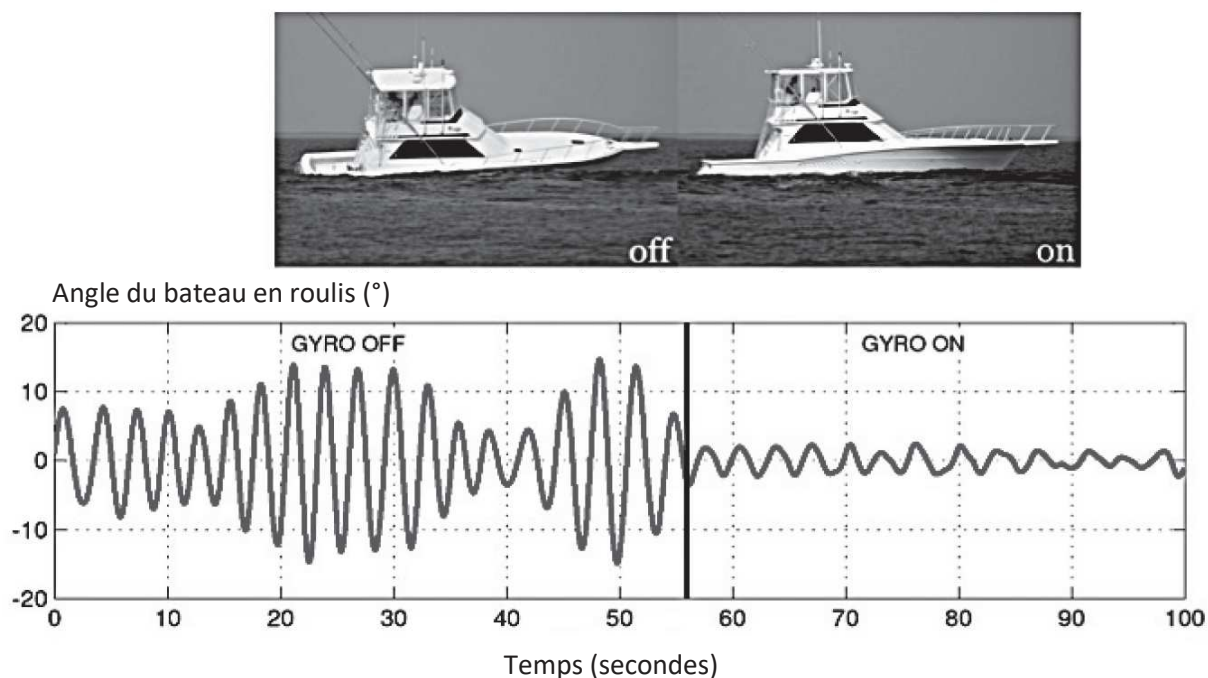 off on
Angle du bateau en roulis (°)
20
GYRO OFF GYRO ON
10
0
-10
-20
0 10 20 30 40 50 60 70 80 90 100
Temps (secondes)